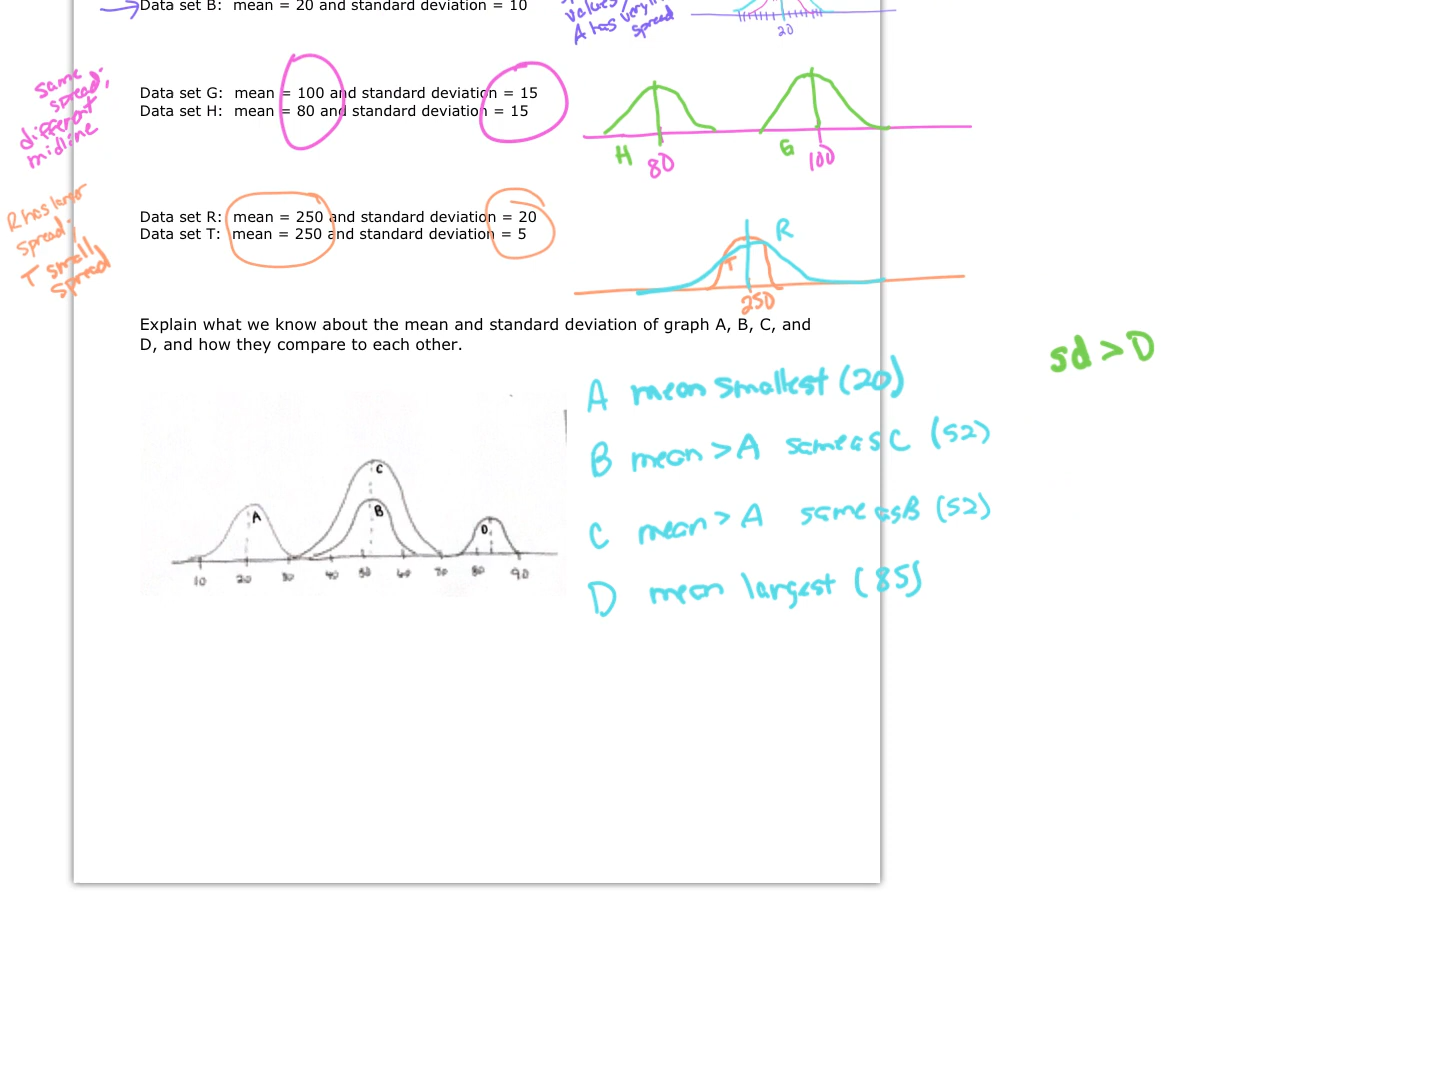 Data set B:  mean = 20 and standard deviation = 10
values
A has very
spread
20
same
spread;
different
midline
Data set G:  mean = 100 and standard deviation = 15
Data set H:  mean = 80 and standard deviation = 15
H
80
G
100
R has larger
spread;
T small
spread
Data set R:  mean = 250 and standard deviation = 20
Data set T:  mean = 250 and standard deviation = 5
R
T
250
Explain what we know about the mean and standard deviation of graph A, B, C, and
D, and how they compare to each other.
sd > D
A mean smallest (20)
B mean > A same as C (52)
C mean > A same as B (52)
D mean largest (85)
C
A
B
D
10 20 30 40 50 60 70 80 90